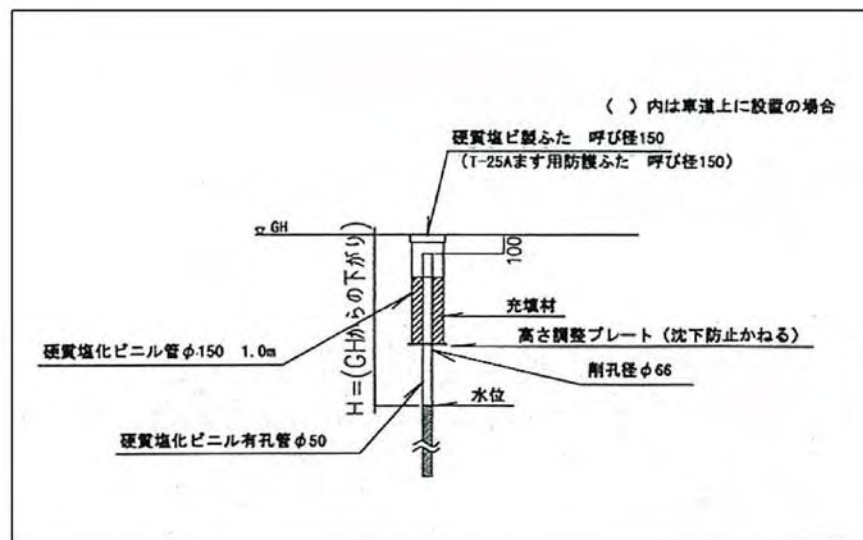 （ ）内は車道上に設置の場合
硬質塩ビ製ふた 呼び径150
（T-25Aます用防護ふた 呼び径150）
GH
100
H=(GHからの下がり)
充填材
高さ調整プレート（沈下防止かねる）
硬質塩化ビニル管φ150 1.0m
削孔径φ66
水位
硬質塩化ビニル有孔管φ50